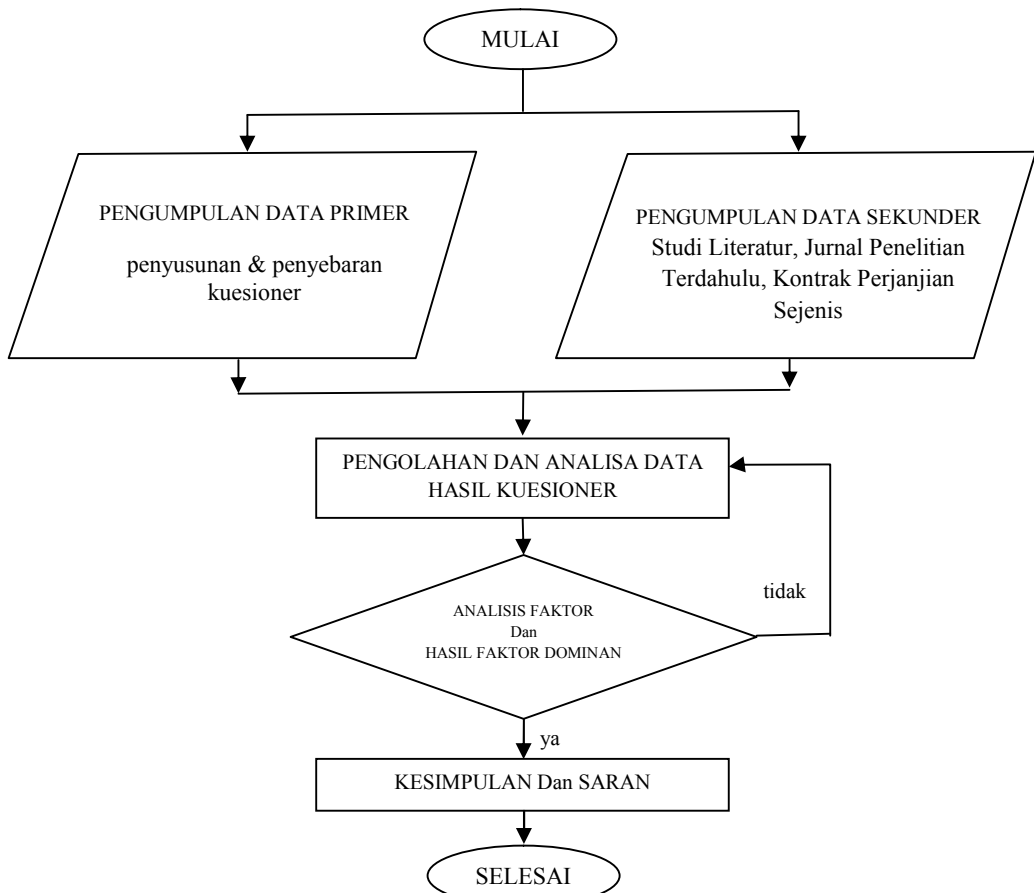 MULAI
PENGUMPULAN DATA PRIMER
penyusunan & penyebaran
kuesioner
PENGUMPULAN DATA SEKUNDER
Studi Literatur, Jurnal Penelitian
Terdahulu, Kontrak Perjanjian
Sejenis
PENGOLAHAN DAN ANALISA DATA
HASIL KUESIONER
ANALISIS FAKTOR
Dan
HASIL FAKTOR DOMINAN
tidak
ya
KESIMPULAN Dan SARAN
SELESAI